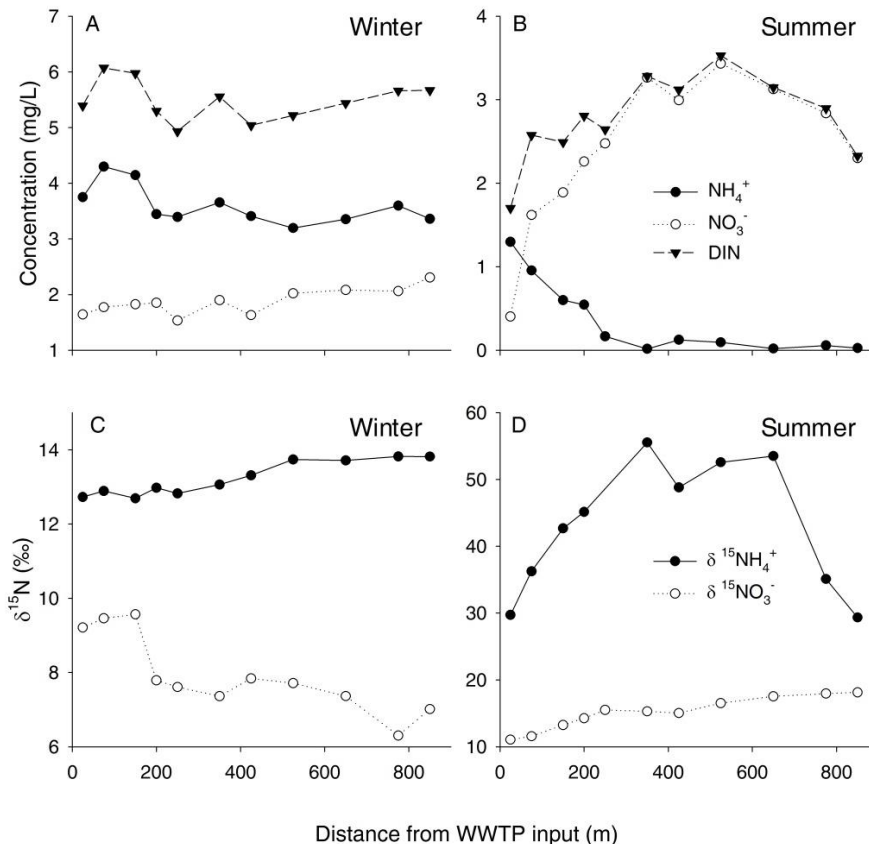 A
Winter
7
6
5
4
3
2
1
Concentration (mg/L)
B
Summer
4
3
2
1
0
NH₄⁺
NO₃⁻
DIN
C
Winter
14
12
10
8
6
δ¹⁵N (‰)
0 200 400 600 800
D
Summer
60
50
40
30
20
10
δ ¹⁵NH₄⁺
δ ¹⁵NO₃⁻
0 200 400 600 800
Distance from WWTP input (m)